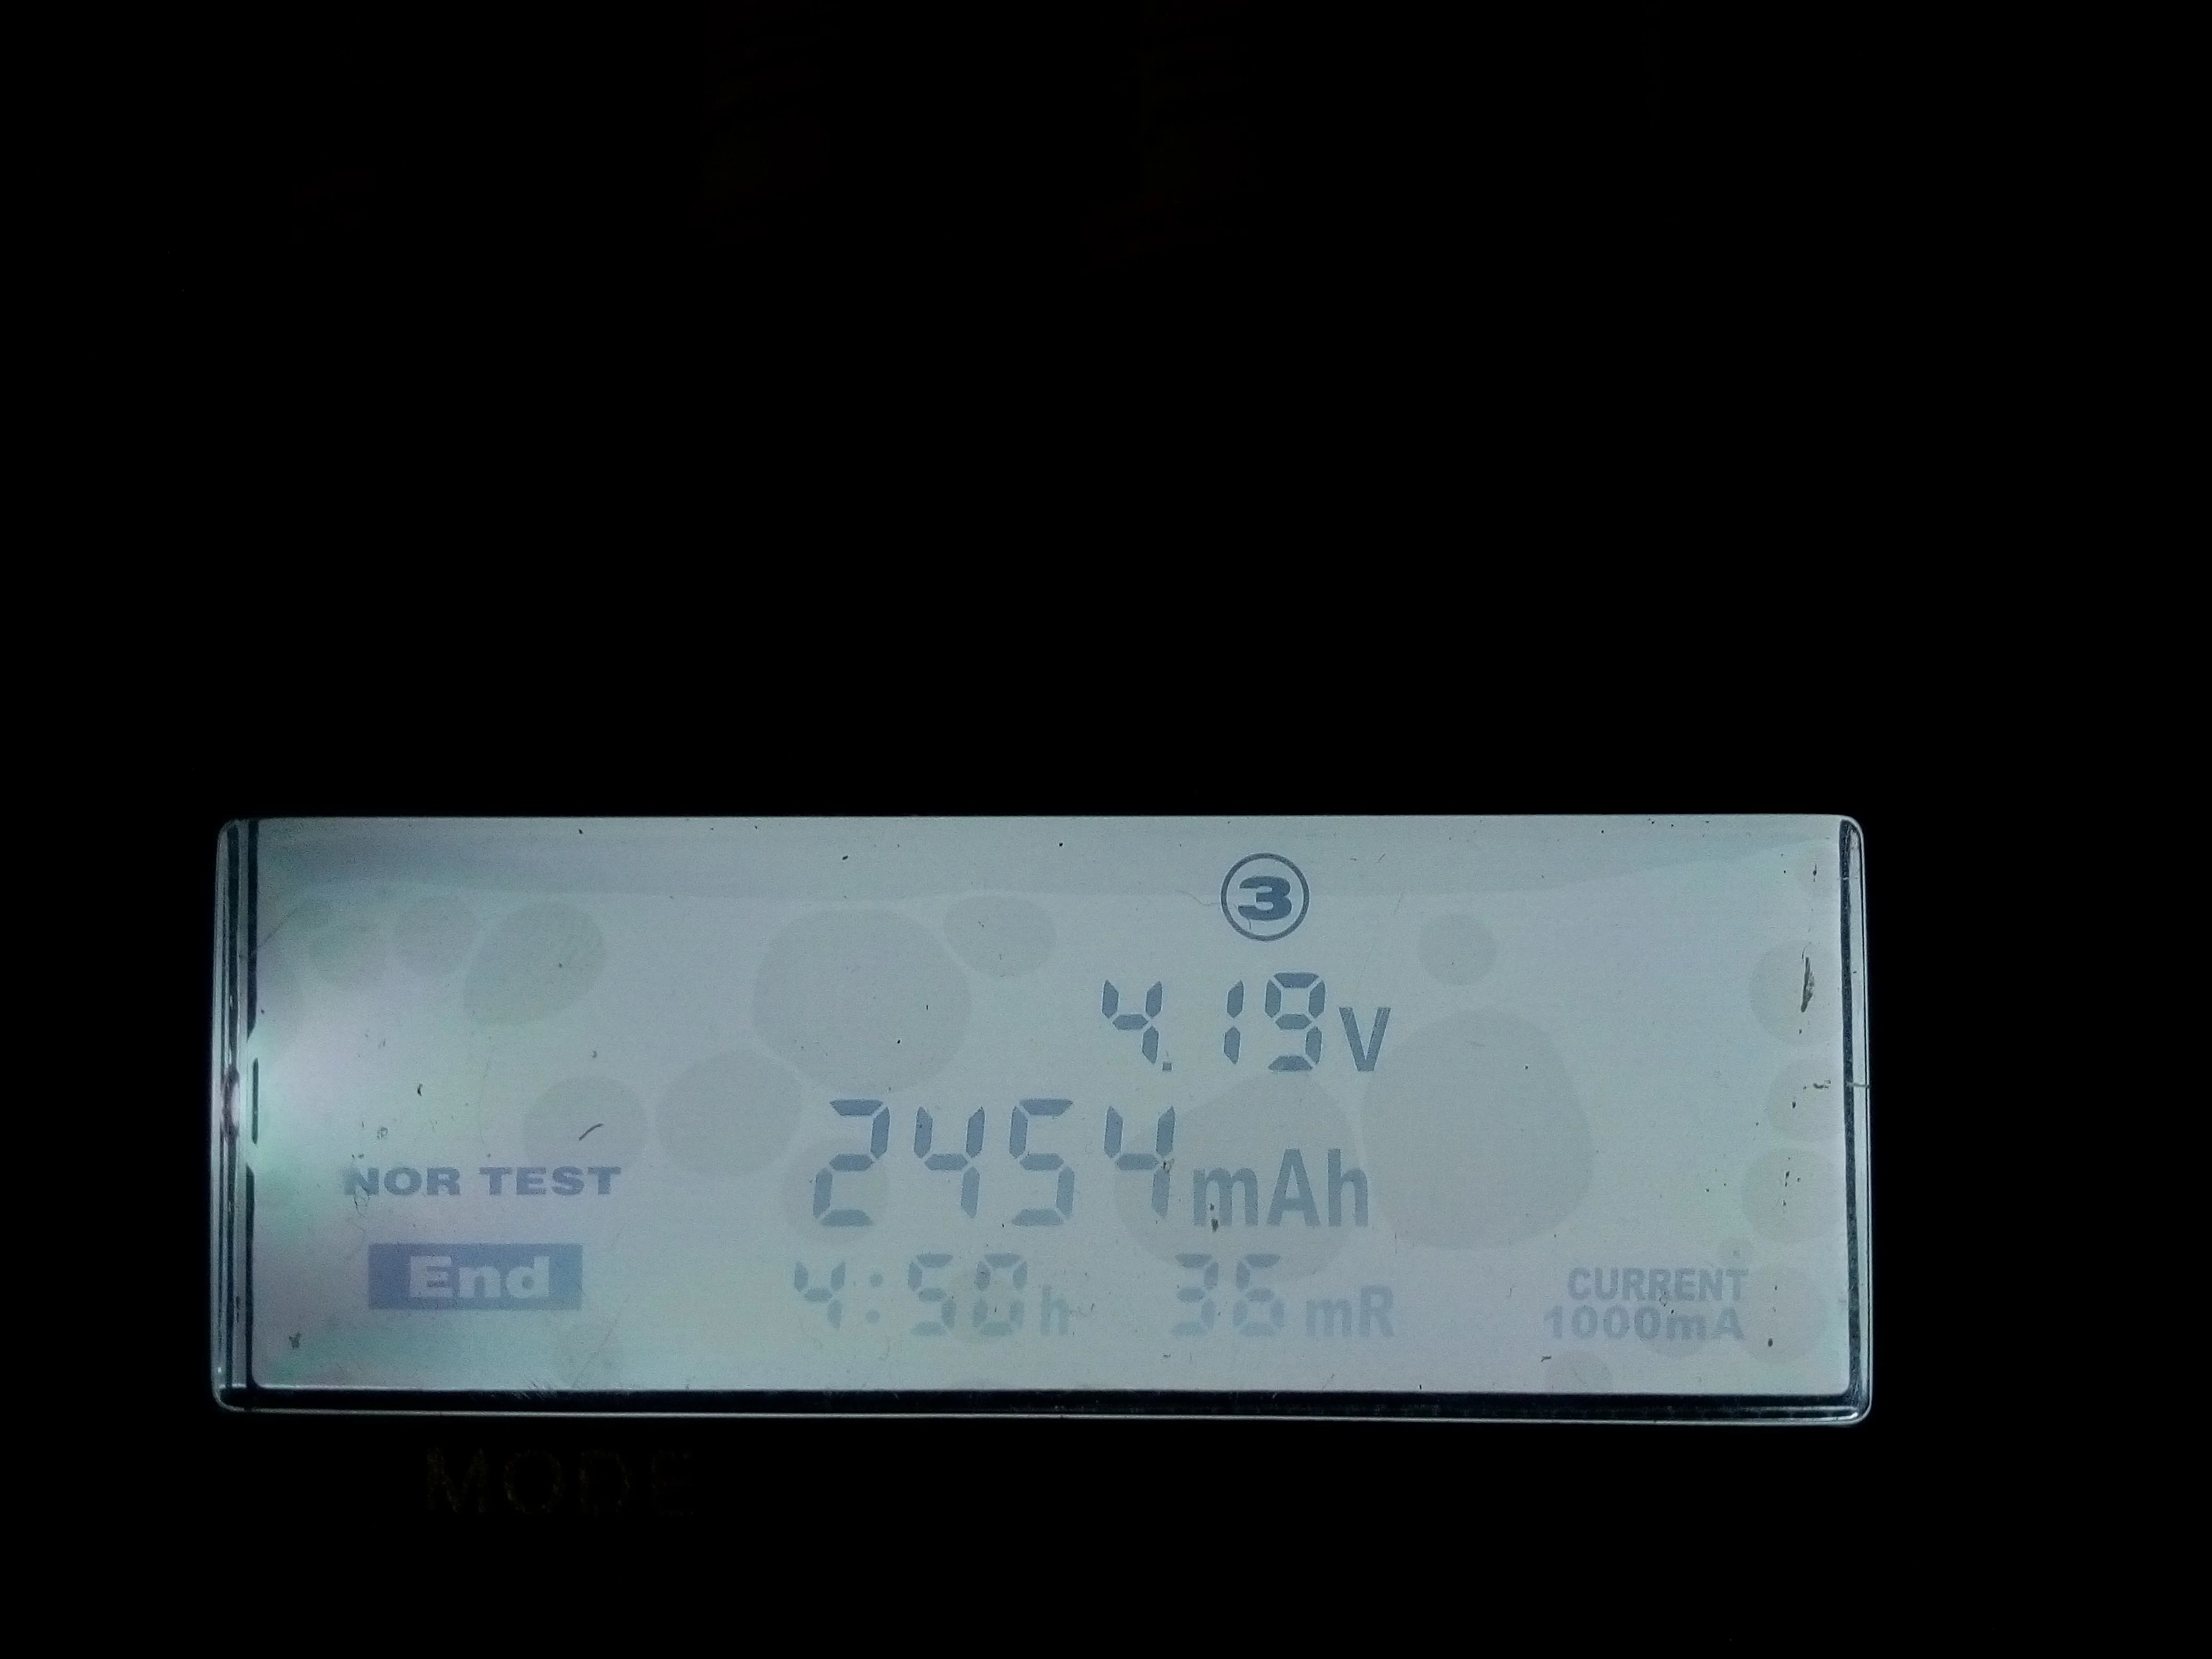 3
4.19V
2454mAh
NOR TEST
End
4:50h 36mR
CURRENT
1000mA
MODE